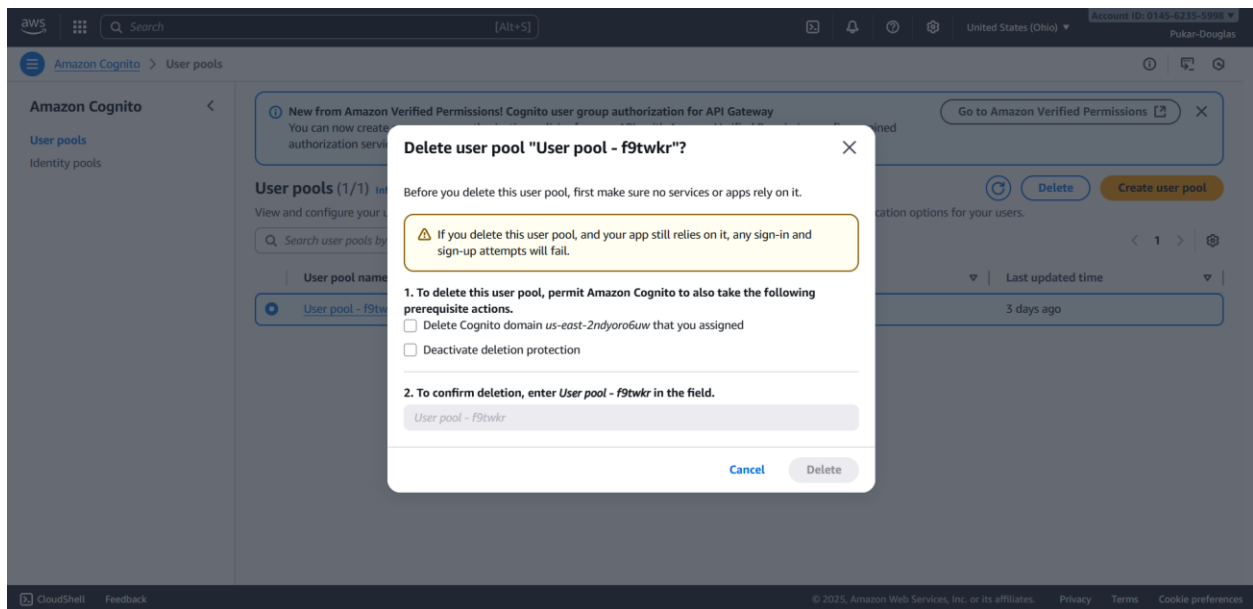 aws
Search
[Alt+S]
United States (Ohio)
Account ID: 0145-6235-5998
Pukar-Douglas
Amazon Cognito > User pools
Amazon Cognito
User pools
Identity pools
New from Amazon Verified Permissions! Cognito user group authorization for API Gateway
You can now create
authorization servi
Go to Amazon Verified Permissions
User pools (1/1)
Delete
Create user pool
View and configure your
cation options for your users.
Search user pools by
1
User pool name
Last updated time
User pool - f9tw
3 days ago
Delete user pool "User pool - f9twkr"?
Before you delete this user pool, first make sure no services or apps rely on it.
If you delete this user pool, and your app still relies on it, any sign-in and
sign-up attempts will fail.
1. To delete this user pool, permit Amazon Cognito to also take the following
prerequisite actions.
Delete Cognito domain us-east-2ndyoro6uw that you assigned
Deactivate deletion protection
2. To confirm deletion, enter User pool - f9twkr in the field.
User pool - f9twkr
Cancel
Delete
CloudShell Feedback
© 2025, Amazon Web Services, Inc. or its affiliates. Privacy Terms Cookie preferences